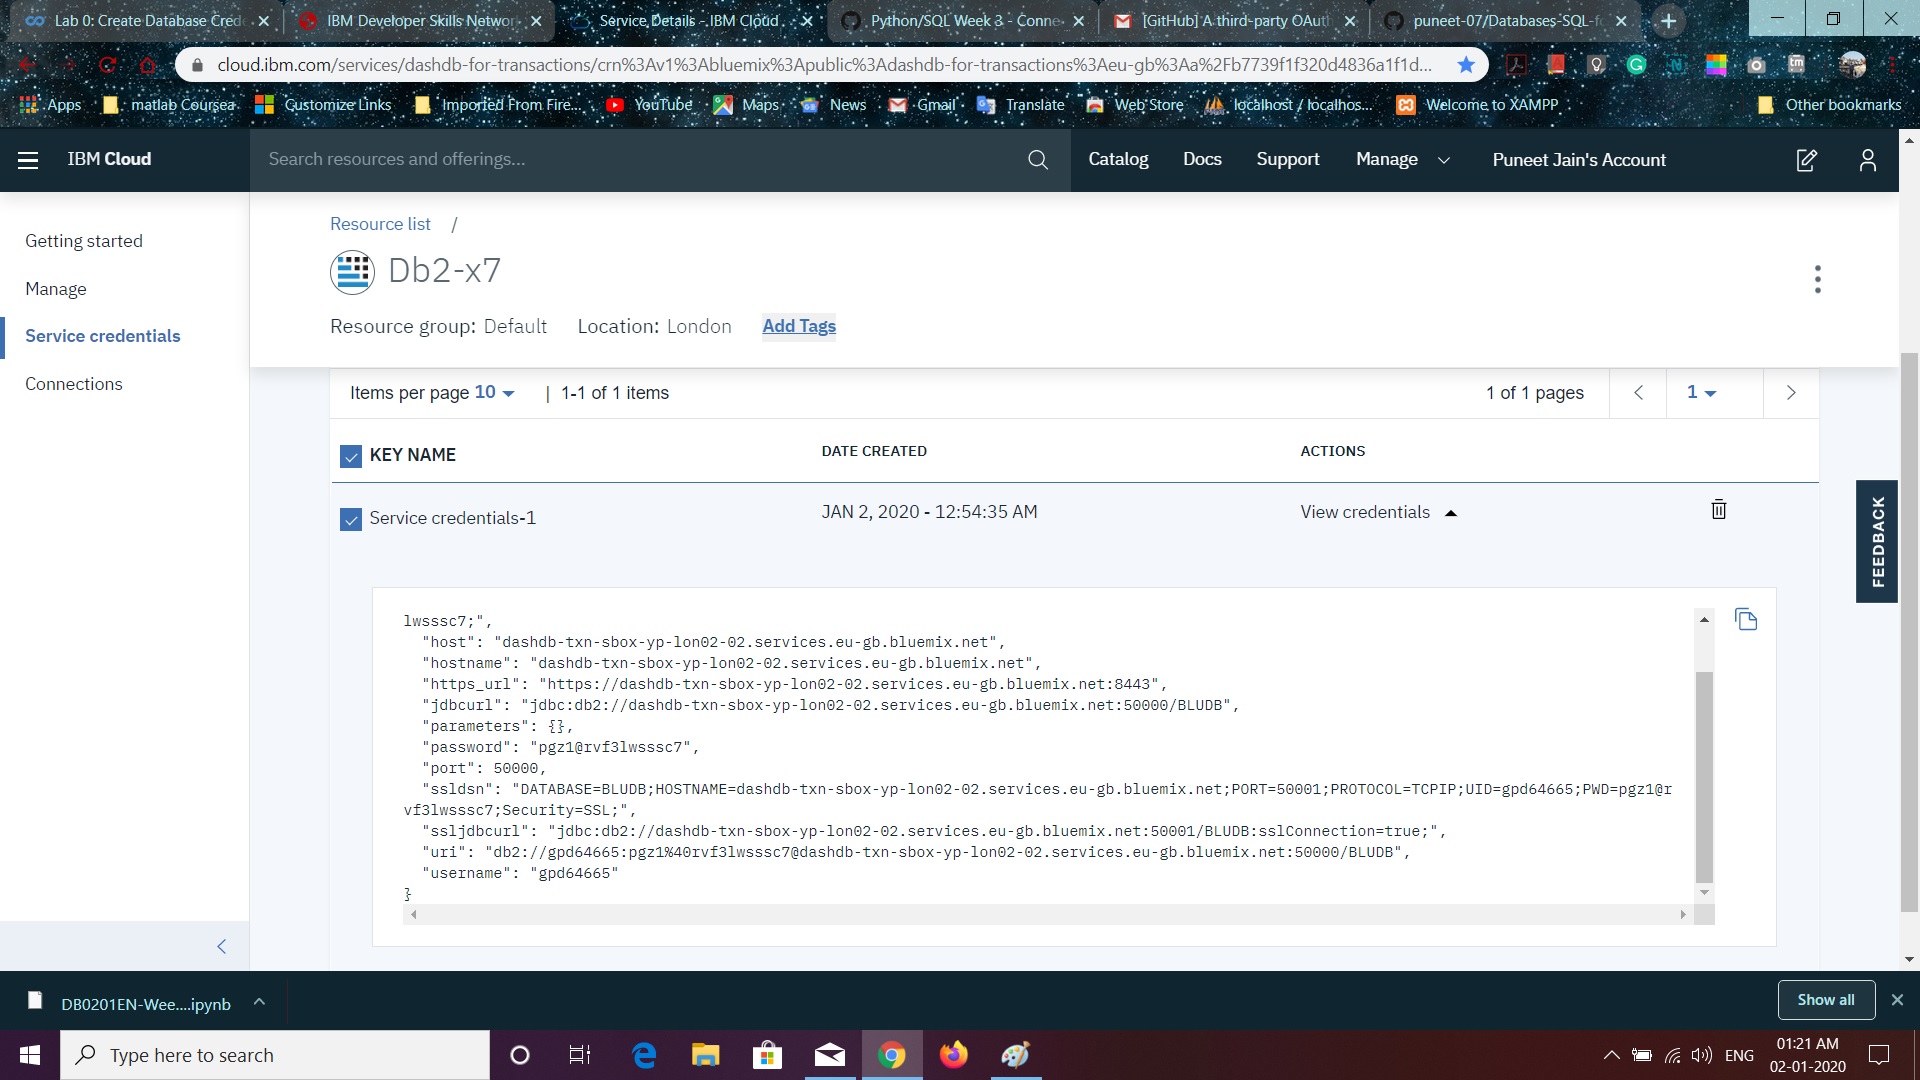 Lab 0: Create Database Cred
IBM Developer Skills Networ
Service Details - IBM Cloud
Python/SQL Week 3 - Conne
[GitHub] A third-party OAut
puneet-07/Databases-SQL-f
cloud.ibm.com/services/dashdb-for-transactions/crn%3Av1%3Abluemix%3Apublic%3Adashdb-for-transactions%3Aeu-gb%3Aa%2Fb7739f1f320d4836a1f1d...
Apps
matlab Coursea
Customize Links
Imported From Fire...
YouTube
Maps
News
Gmail
Translate
Web Store
localhost / localhos...
Welcome to XAMPP
Other bookmarks
IBM Cloud
Search resources and offerings...
Catalog
Docs
Support
Manage
Puneet Jain's Account
Getting started
Manage
Service credentials
Connections
Resource list /
Db2-x7
Resource group: Default Location: London Add Tags
Items per page 10 | 1-1 of 1 items
1 of 1 pages
1
KEY NAME
DATE CREATED
ACTIONS
Service credentials-1
JAN 2, 2020 - 12:54:35 AM
View credentials
FEEDBACK
lwsssc7;",
"host": "dashdb-txn-sbox-yp-lon02-02.services.eu-gb.bluemix.net",
"hostname": "dashdb-txn-sbox-yp-lon02-02.services.eu-gb.bluemix.net",
"https_url": "https://dashdb-txn-sbox-yp-lon02-02.services.eu-gb.bluemix.net:8443",
"jdbcurl": "jdbc:db2://dashdb-txn-sbox-yp-lon02-02.services.eu-gb.bluemix.net:50000/BLUDB",
"parameters": {},
"password": "pgz1@rvf3lwsssc7",
"port": 50000,
"ssldsn": "DATABASE=BLUDB;HOSTNAME=dashdb-txn-sbox-yp-lon02-02.services.eu-gb.bluemix.net;PORT=50001;PROTOCOL=TCPIP;UID=gpd64665;PWD=pgz1@r
vf3lwsssc7;Security=SSL;",
"ssljdbcurl": "jdbc:db2://dashdb-txn-sbox-yp-lon02-02.services.eu-gb.bluemix.net:50001/BLUDB:sslConnection=true;",
"uri": "db2://gpd64665:pgz1%40rvf3lwsssc7@dashdb-txn-sbox-yp-lon02-02.services.eu-gb.bluemix.net:50000/BLUDB",
"username": "gpd64665"
}
DB0201EN-Wee....ipynb
Show all
Type here to search
ENG
01:21 AM
02-01-2020